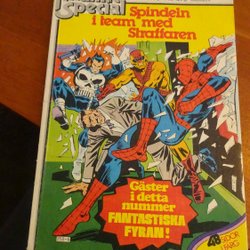 Special
Spindeln
i team med
Straffaren
Gäster
i detta
nummer
FANTASTISKA
FYRAN!
48